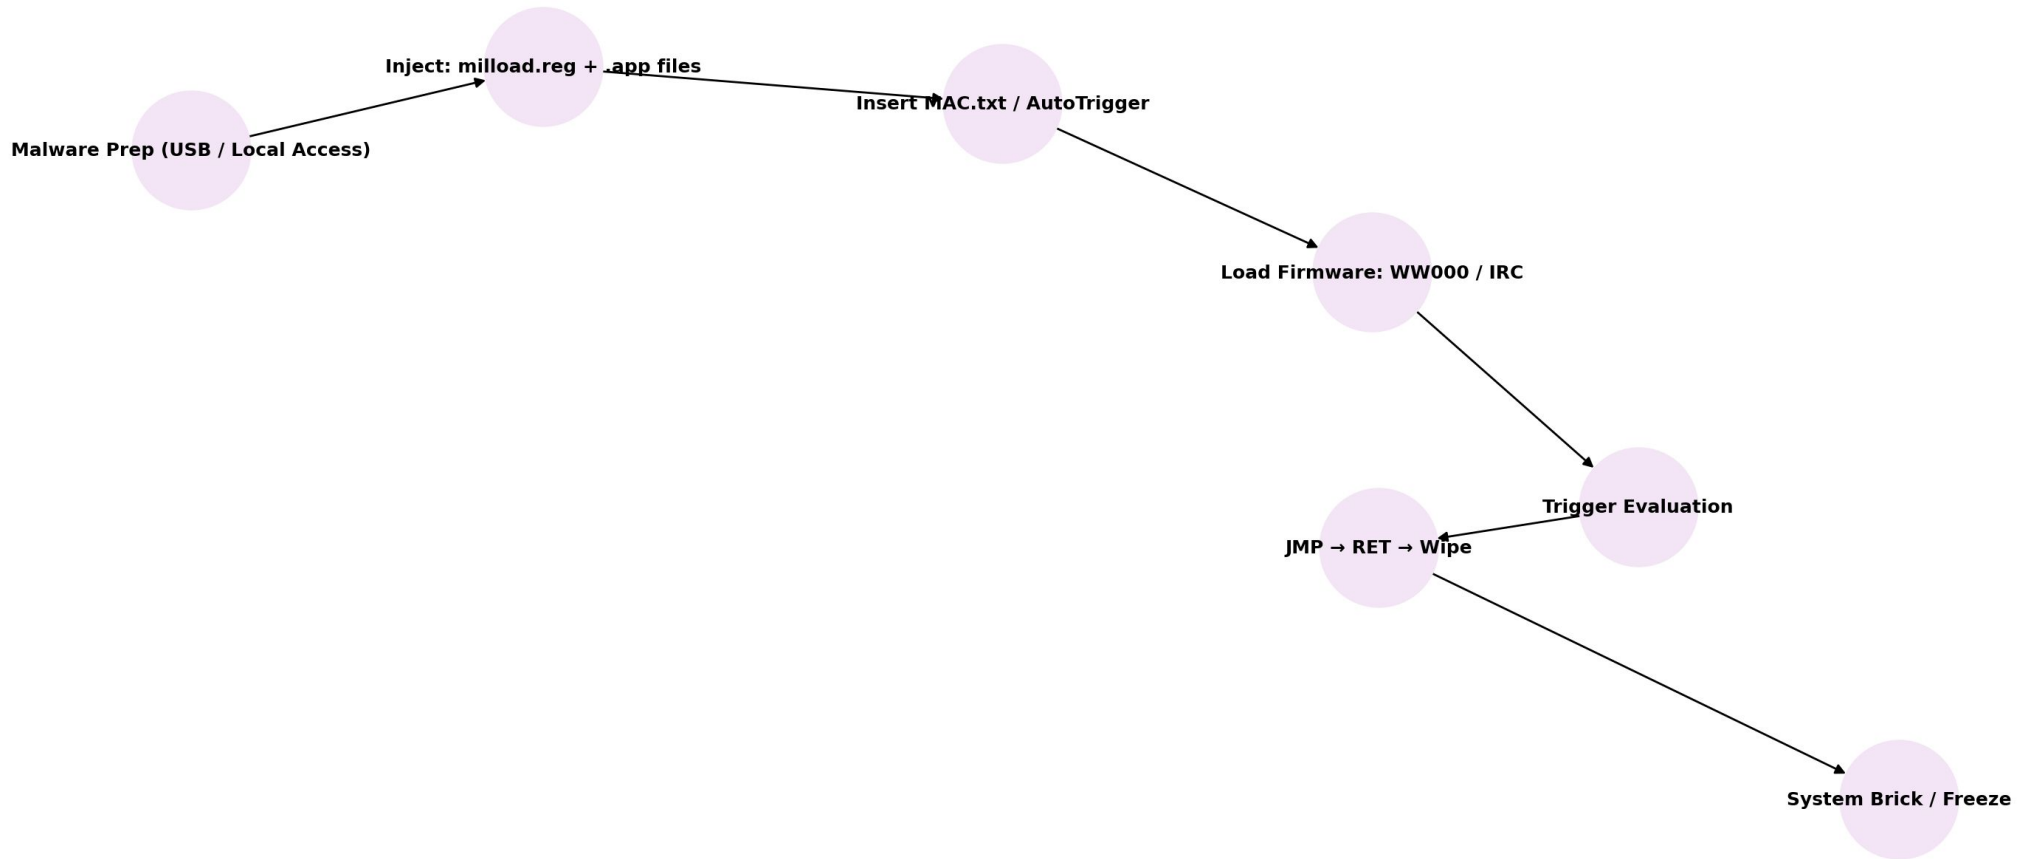 Malware Prep (USB / Local Access)
Inject: milload.reg + .app files
Insert MAC.txt / AutoTrigger
Load Firmware: WW000 / IRC
Trigger Evaluation
JMP → RET → Wipe
System Brick / Freeze